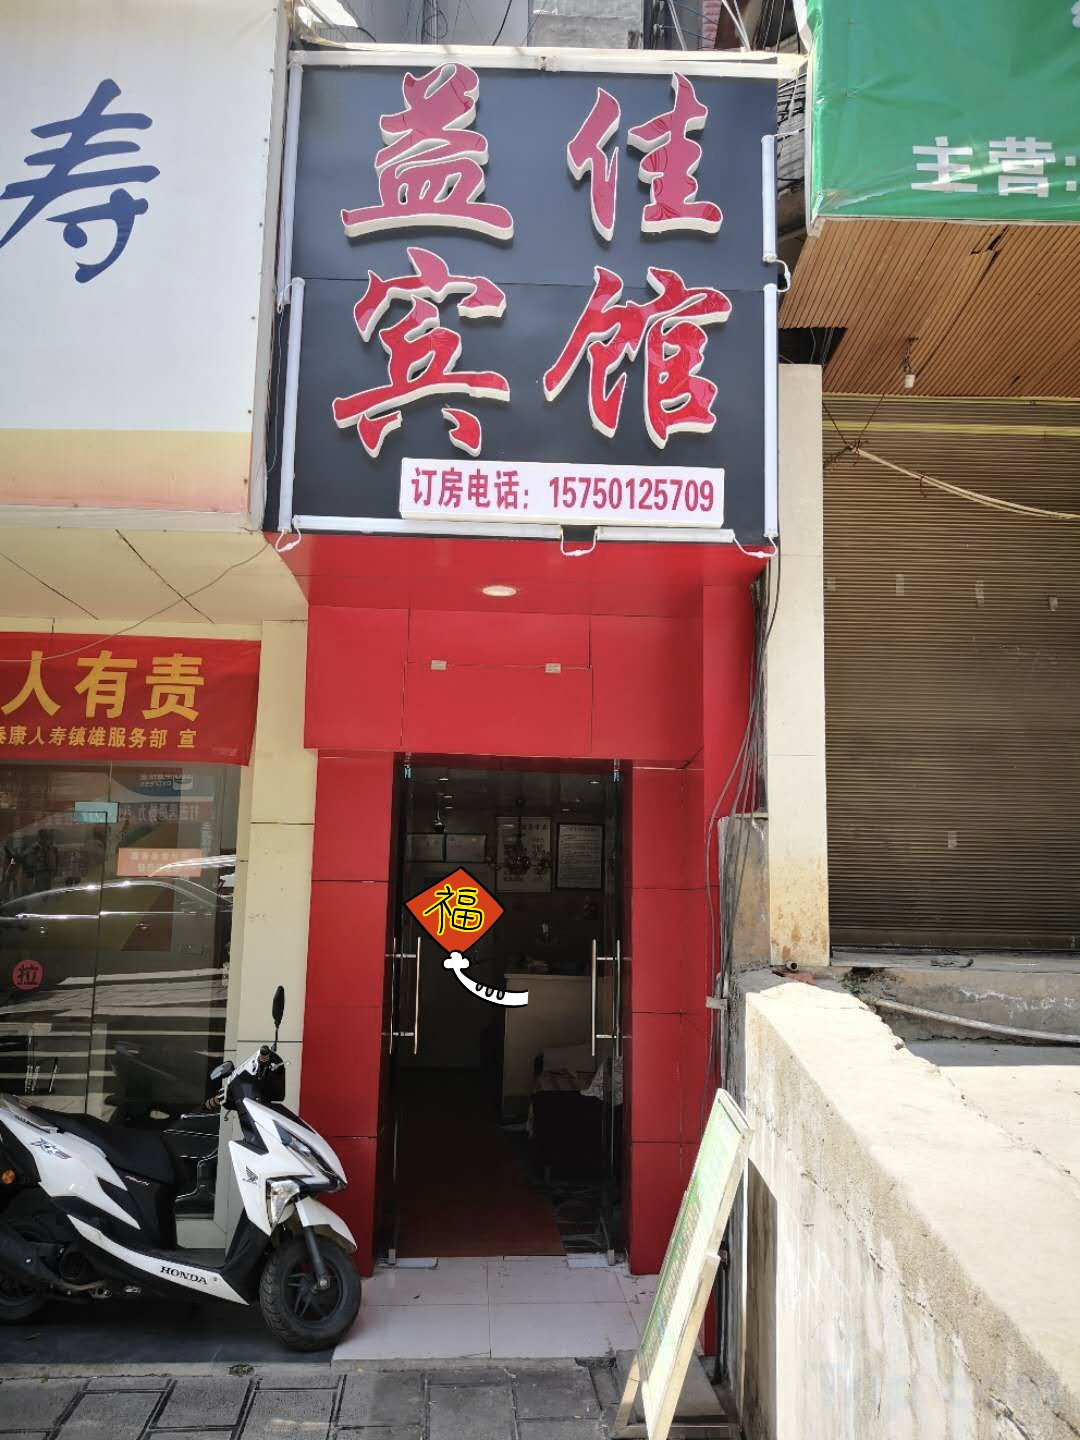 寿
益佳
宾馆
订房电话：15750125709
主营:
人有责
泰康人寿镇雄服务部 宣
福
拉
HONDA